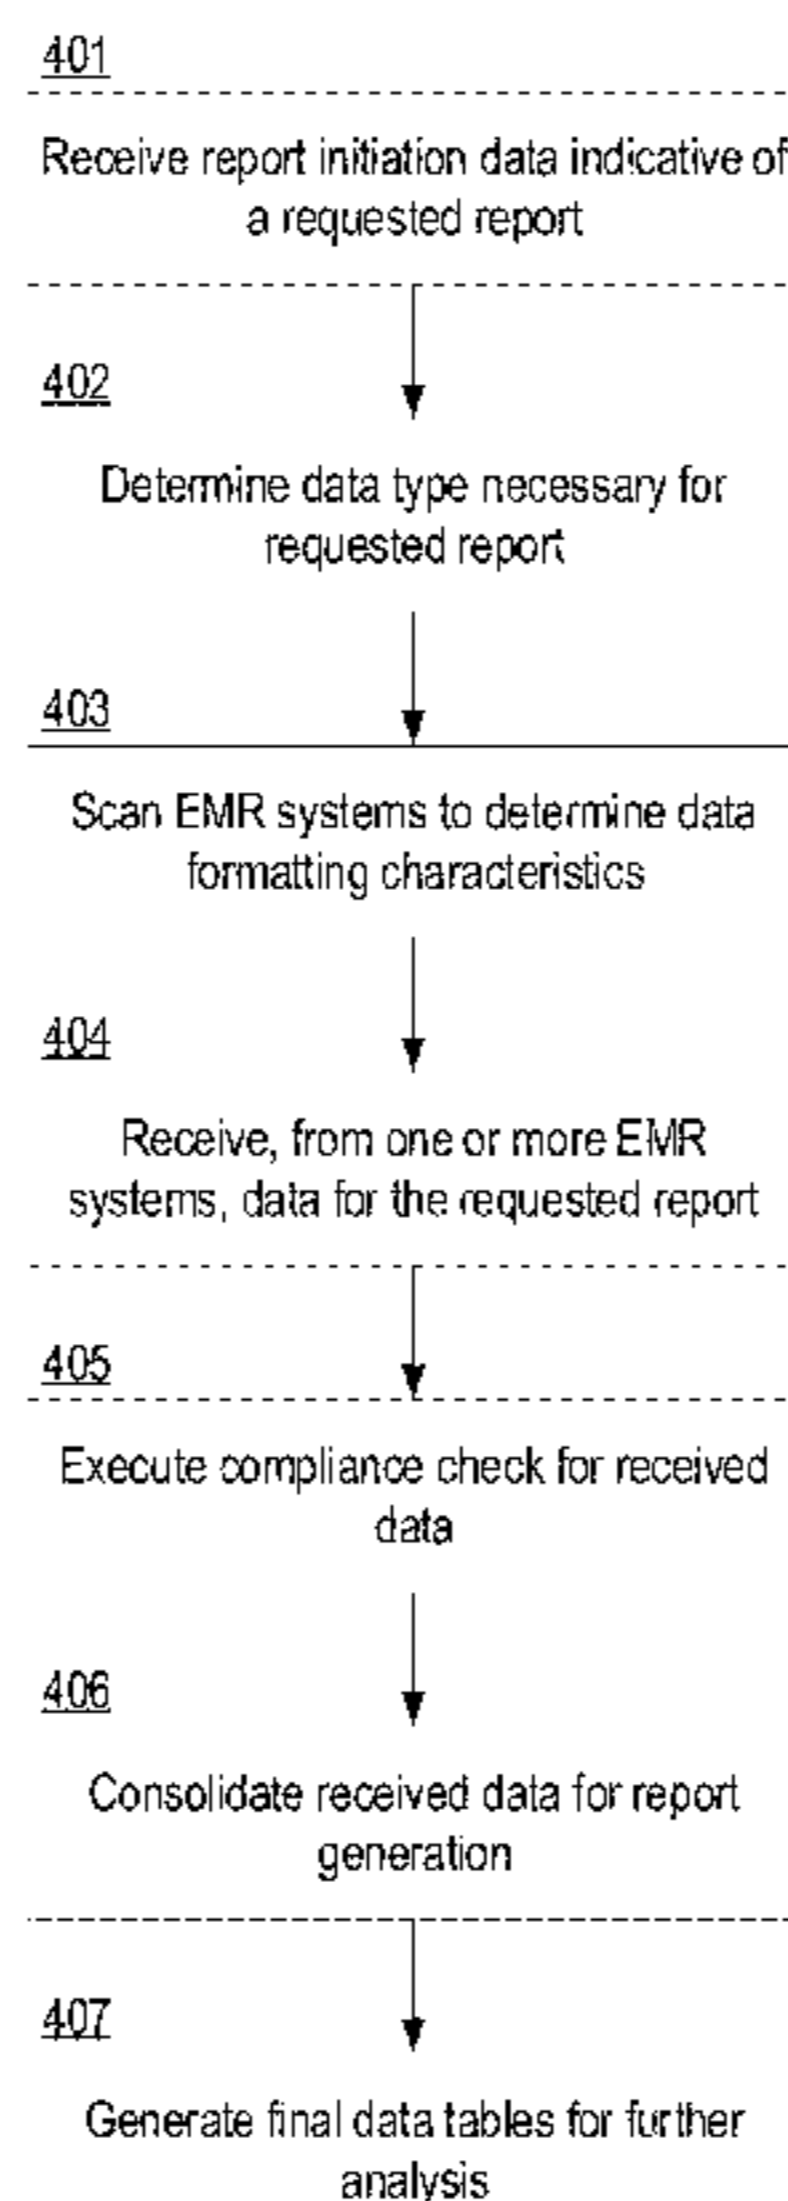 401
Receive report initiation data indicative of
a requested report
402
Determine data type necessary for
requested report
403
Scan EMR systems to determine data
formatting characteristics
404
Receive, from one or more EMR
systems, data for the requested report
405
Execute compliance check for received
data
406
Consolidate received data for report
generation
407
Generate final data tables for further
analysis